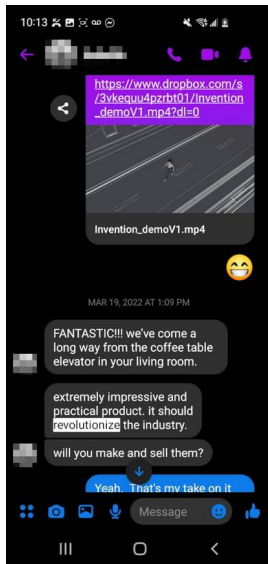 10:13
https://www.dropbox.com/s
/3vkequu4pzrbt01/Invention
_demoV1.mp4?dl=0
Invention_demoV1.mp4
MAR 19, 2022 AT 1:09 PM
FANTASTIC!!! we've come a
long way from the coffee table
elevator in your living room.
extremely impressive and
practical product. it should
revolutionize the industry.
will you make and sell them?
Yeah. That's my take on it
Message